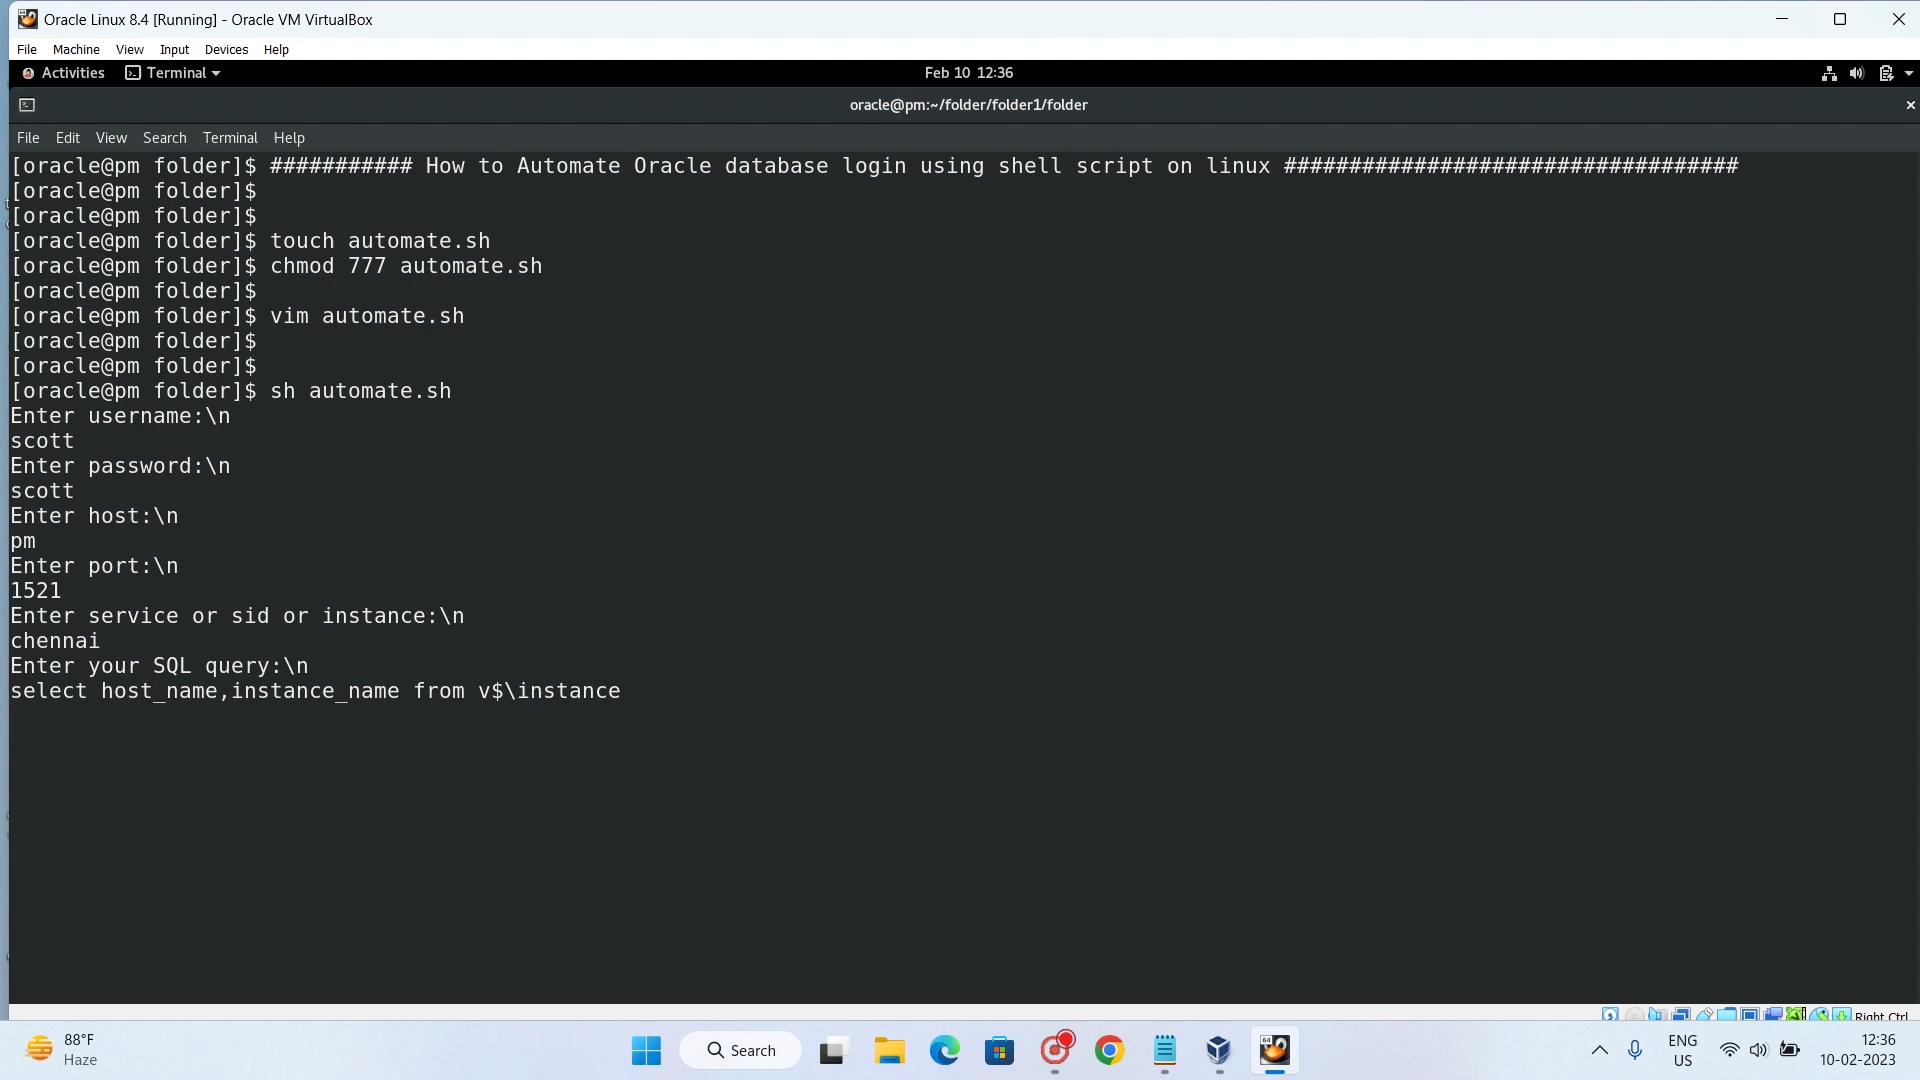 Oracle Linux 8.4 [Running] - Oracle VM VirtualBox
File Machine View Input Devices Help
Activities Terminal Feb 10 12:36
oracle@pm:~/folder/folder1/folder
File Edit View Search Terminal Help
[oracle@pm folder]$ ########### How to Automate Oracle database login using shell script on linux ###################################
[oracle@pm folder]$
[oracle@pm folder]$
[oracle@pm folder]$ touch automate.sh
[oracle@pm folder]$ chmod 777 automate.sh
[oracle@pm folder]$
[oracle@pm folder]$ vim automate.sh
[oracle@pm folder]$
[oracle@pm folder]$
[oracle@pm folder]$ sh automate.sh
Enter username:\n
scott
Enter password:\n
scott
Enter host:\n
pm
Enter port:\n
1521
Enter service or sid or instance:\n
chennai
Enter your SQL query:\n
select host_name,instance_name from v$\instance
Right Ctrl
88°F
Haze
Search
ENG
US
12:36
10-02-2023